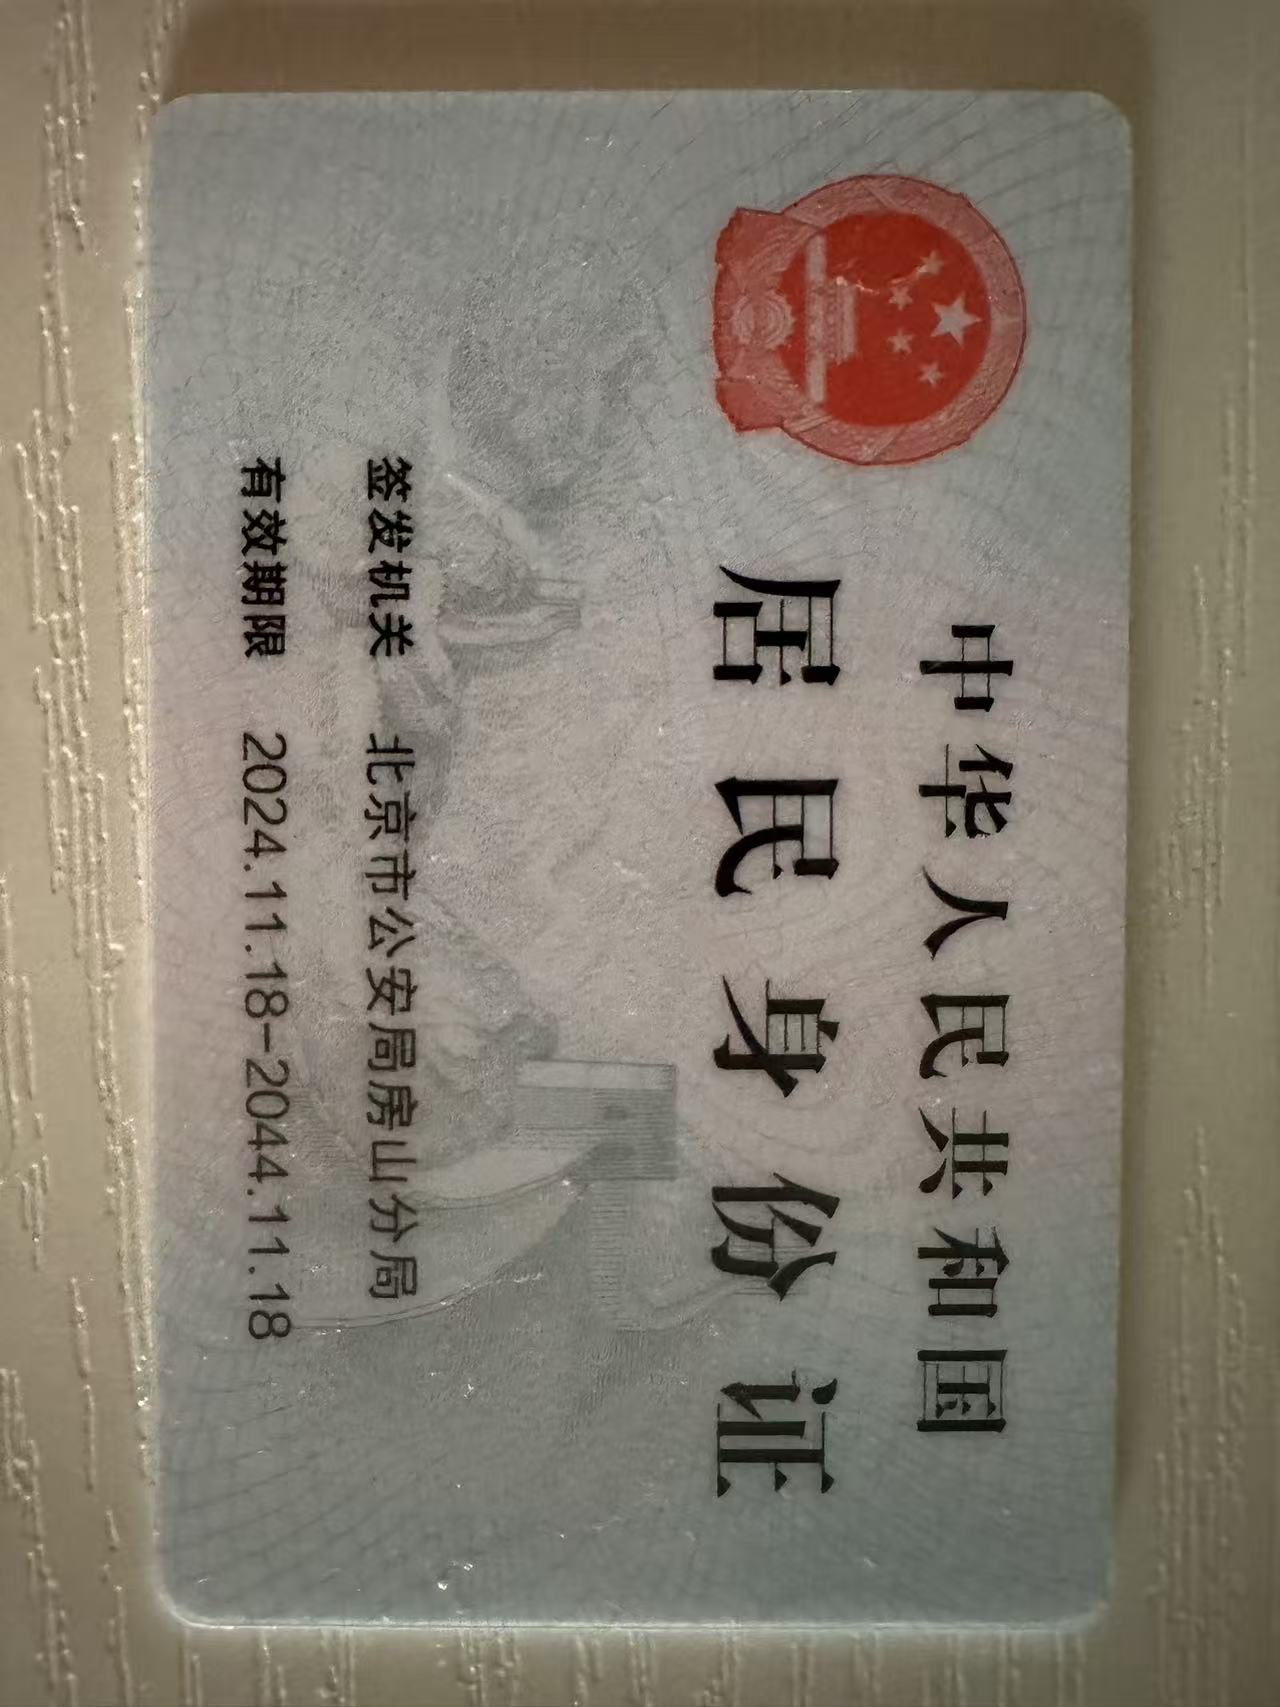 中华人民共和国
居民身份证
签发机关 北京市公安局房山分局
有效期限 2024.11.18-2044.11.18